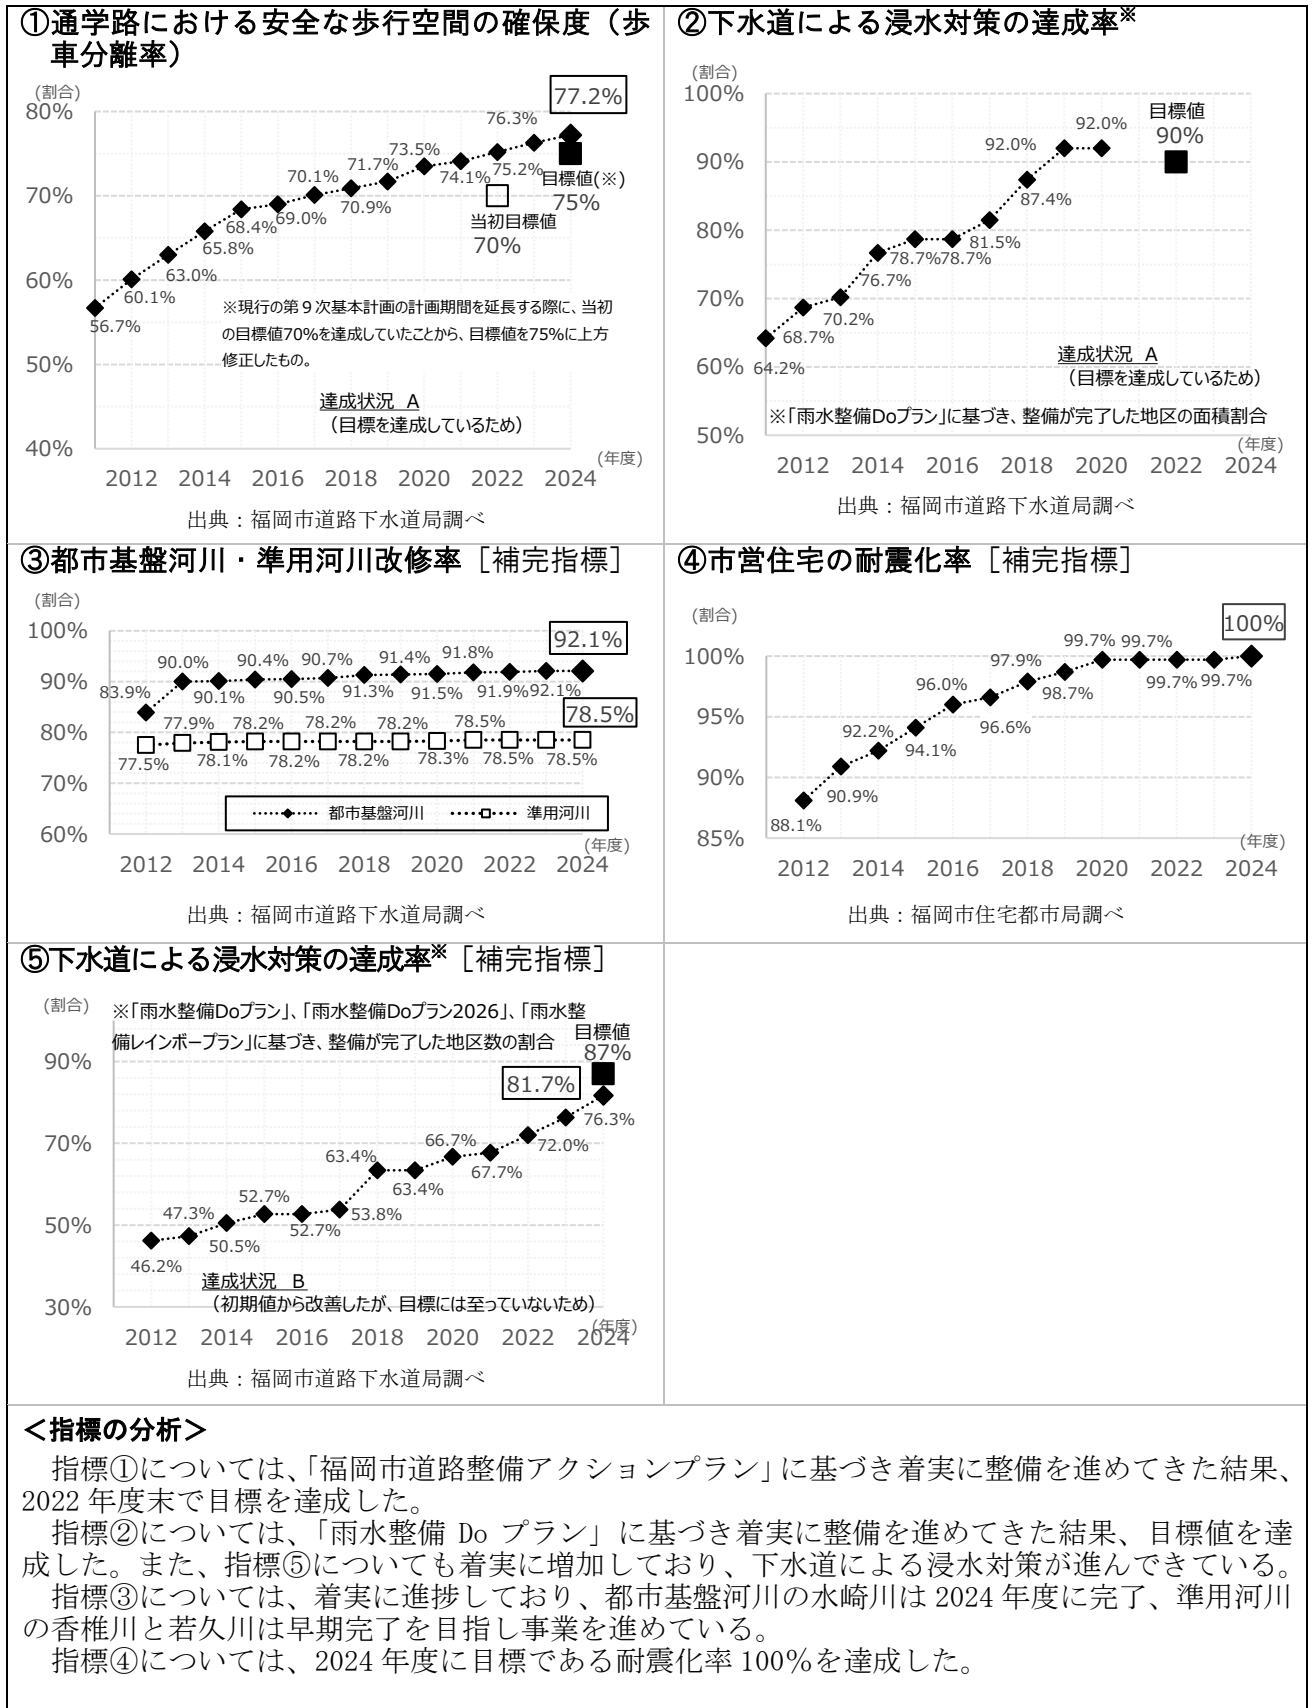 ①通学路における安全な歩行空間の確保度（歩
車分離率）
(割合)
80%
70%
60%
50%
40%
56.7%
60.1%
63.0%
65.8%
68.4%
69.0%
70.1%
70.9%
71.7%
73.5%
74.1%
75.2%
76.3%
77.2%
目標値(※)
75%
当初目標値
70%
※現行の第９次基本計画の計画期間を延長する際に、当初
の目標値70%を達成していたことから、目標値を75%に上方
修正したもの。
達成状況　A
（目標を達成しているため）
(年度)
2012 2014 2016 2018 2020 2022 2024
出典：福岡市道路下水道局調べ
②下水道による浸水対策の達成率※
(割合)
100%
90%
80%
70%
60%
50%
64.2%
68.7%
70.2%
76.7%
78.7%
78.7%
81.5%
87.4%
92.0%
92.0%
目標値
90%
達成状況　A
（目標を達成しているため）
※「雨水整備Doプラン」に基づき、整備が完了した地区の面積割合
(年度)
2012 2014 2016 2018 2020 2022 2024
出典：福岡市道路下水道局調べ
③都市基盤河川・準用河川改修率［補完指標］
(割合)
100%
90%
80%
70%
60%
83.9%
90.0%
90.1%
90.4%
90.5%
90.7%
91.3%
91.4%
91.5%
91.8%
91.9%
92.1%
92.1%
77.5%
77.9%
78.1%
78.2%
78.2%
78.2%
78.2%
78.2%
78.3%
78.5%
78.5%
78.5%
78.5%
都市基盤河川 準用河川
(年度)
2012 2014 2016 2018 2020 2022 2024
出典：福岡市道路下水道局調べ
④市営住宅の耐震化率［補完指標］
(割合)
100%
95%
90%
85%
88.1%
90.9%
92.2%
94.1%
96.0%
96.6%
97.9%
98.7%
99.7%
99.7%
99.7%
99.7%
100%
(年度)
2012 2014 2016 2018 2020 2022 2024
出典：福岡市住宅都市局調べ
⑤下水道による浸水対策の達成率※［補完指標］
(割合)
※「雨水整備Doプラン」、「雨水整備Doプラン2026」、「雨水整
備レインボープラン」に基づき、整備が完了した地区数の割合
90%
70%
50%
30%
46.2%
47.3%
50.5%
52.7%
52.7%
53.8%
63.4%
63.4%
66.7%
67.7%
72.0%
76.3%
81.7%
目標値
87%
達成状況　B
（初期値から改善したが、目標には至っていないため）
(年度)
2012 2014 2016 2018 2020 2022 2024
出典：福岡市道路下水道局調べ
＜指標の分析＞
指標①については、「福岡市道路整備アクションプラン」に基づき着実に整備を進めてきた結果、
2022 年度末で目標を達成した。
指標②については、「雨水整備 Do プラン」に基づき着実に整備を進めてきた結果、目標値を達
成した。また、指標⑤についても着実に増加しており、下水道による浸水対策が進んできている。
指標③については、着実に進捗しており、都市基盤河川の水崎川は 2024 年度に完了、準用河川
の香椎川と若久川は早期完了を目指し事業を進めている。
指標④については、2024 年度に目標である耐震化率 100％を達成した。